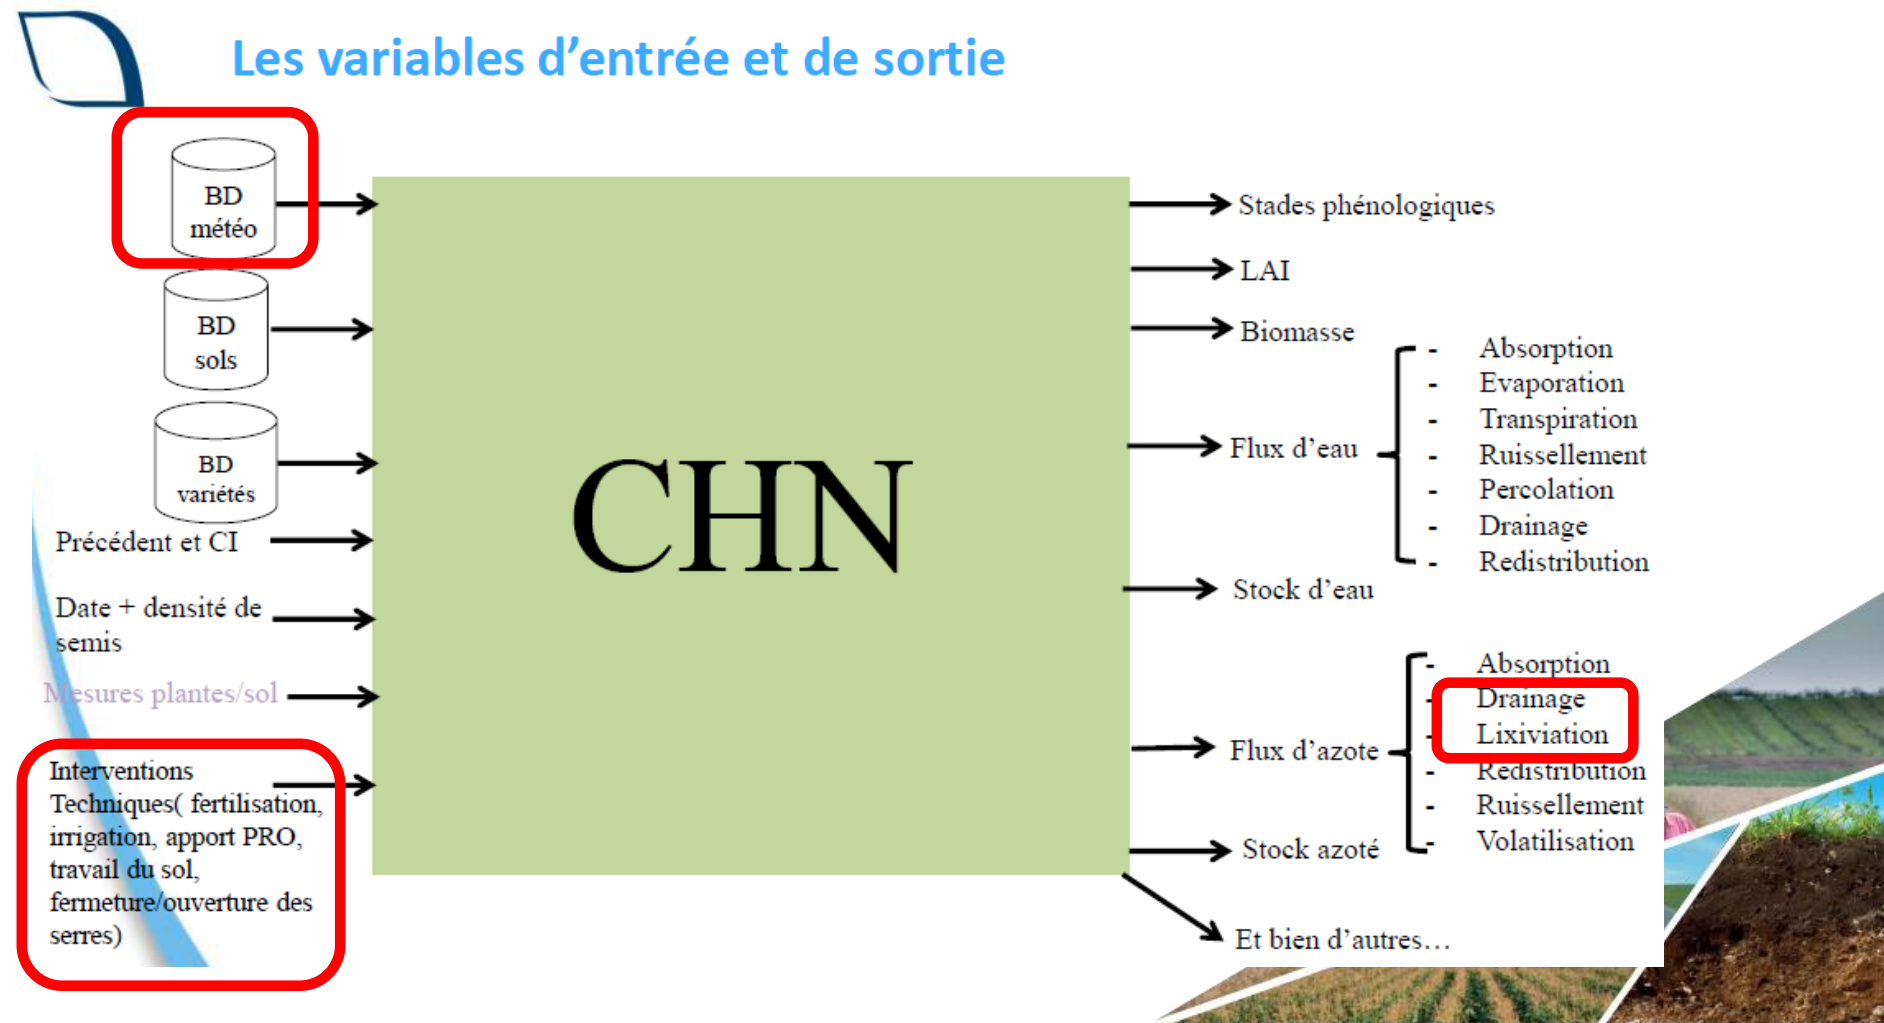 Les variables d'entrée et de sortie
BD
météo
BD
sols
BD
variétés
Précédent et CI
Date + densité de
semis
Mesures plantes/sol
Interventions
Techniques( fertilisation,
irrigation, apport PRO,
travail du sol,
fermeture/ouverture des
serres)
CHN
Stades phénologiques
LAI
Biomasse
Flux d'eau
- Absorption
- Evaporation
- Transpiration
- Ruissellement
- Percolation
- Drainage
- Redistribution
Stock d'eau
Flux d'azote
- Absorption
- Drainage
- Lixiviation
- Redistribution
- Ruissellement
- Volatilisation
Stock azoté
Et bien d'autres…